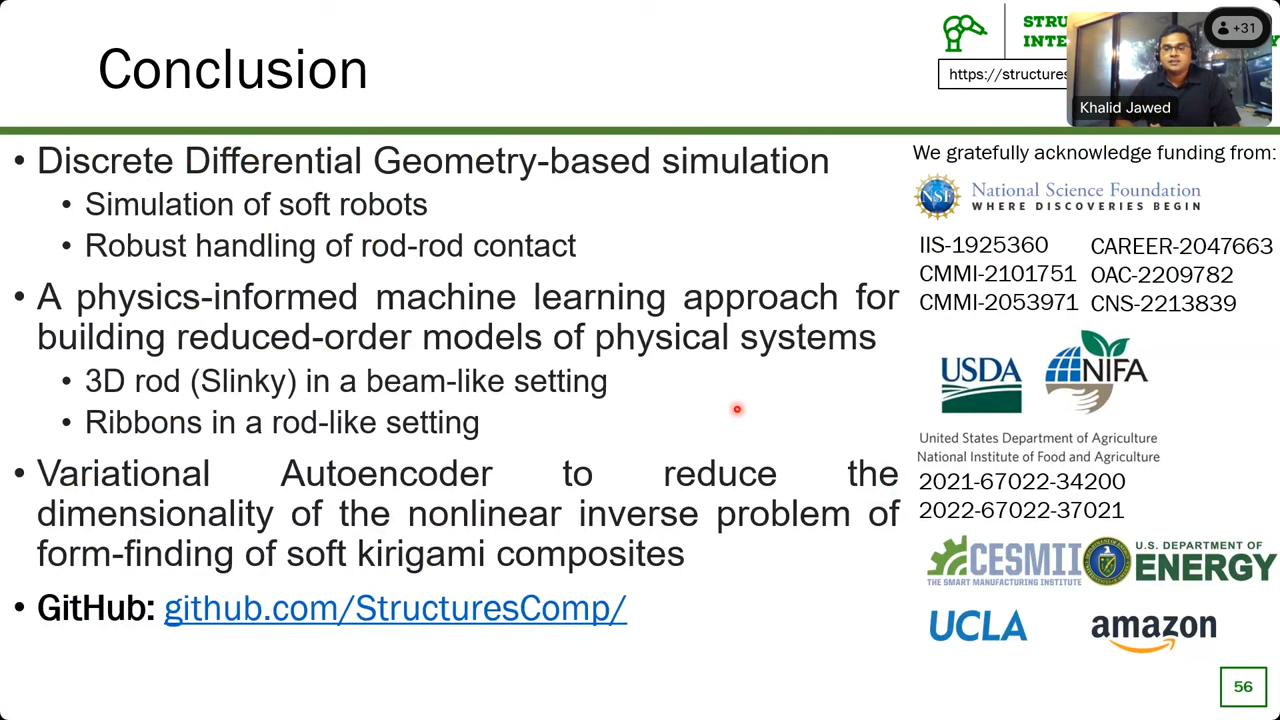 Conclusion
STRU
INTE
https://structures
+31
Khalid Jawed
• Discrete Differential Geometry-based simulation
• Simulation of soft robots
• Robust handling of rod-rod contact
• A physics-informed machine learning approach for
building reduced-order models of physical systems
• 3D rod (Slinky) in a beam-like setting
• Ribbons in a rod-like setting
• Variational Autoencoder to reduce the
dimensionality of the nonlinear inverse problem of
form-finding of soft kirigami composites
• GitHub: github.com/StructuresComp/
We gratefully acknowledge funding from:
NSF
National Science Foundation
WHERE DISCOVERIES BEGIN
IIS-1925360 CAREER-2047663
CMMI-2101751 OAC-2209782
CMMI-2053971 CNS-2213839
USDA
NIFA
United States Department of Agriculture
National Institute of Food and Agriculture
2021-67022-34200
2022-67022-37021
CESMII
THE SMART MANUFACTURING INSTITUTE
U.S. DEPARTMENT OF
ENERGY
UCLA
amazon
56